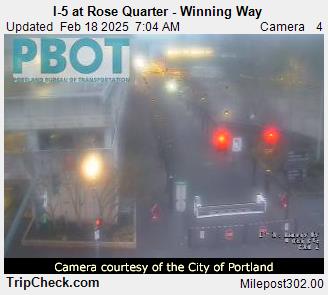 I-5 at Rose Quarter - Winning Way
Updated Feb 18 2025 7:04 AM Camera 4
PBOT
PORTLAND BUREAU OF TRANSPORTATION
Camera courtesy of the City of Portland
TripCheck.com Milepost302.00